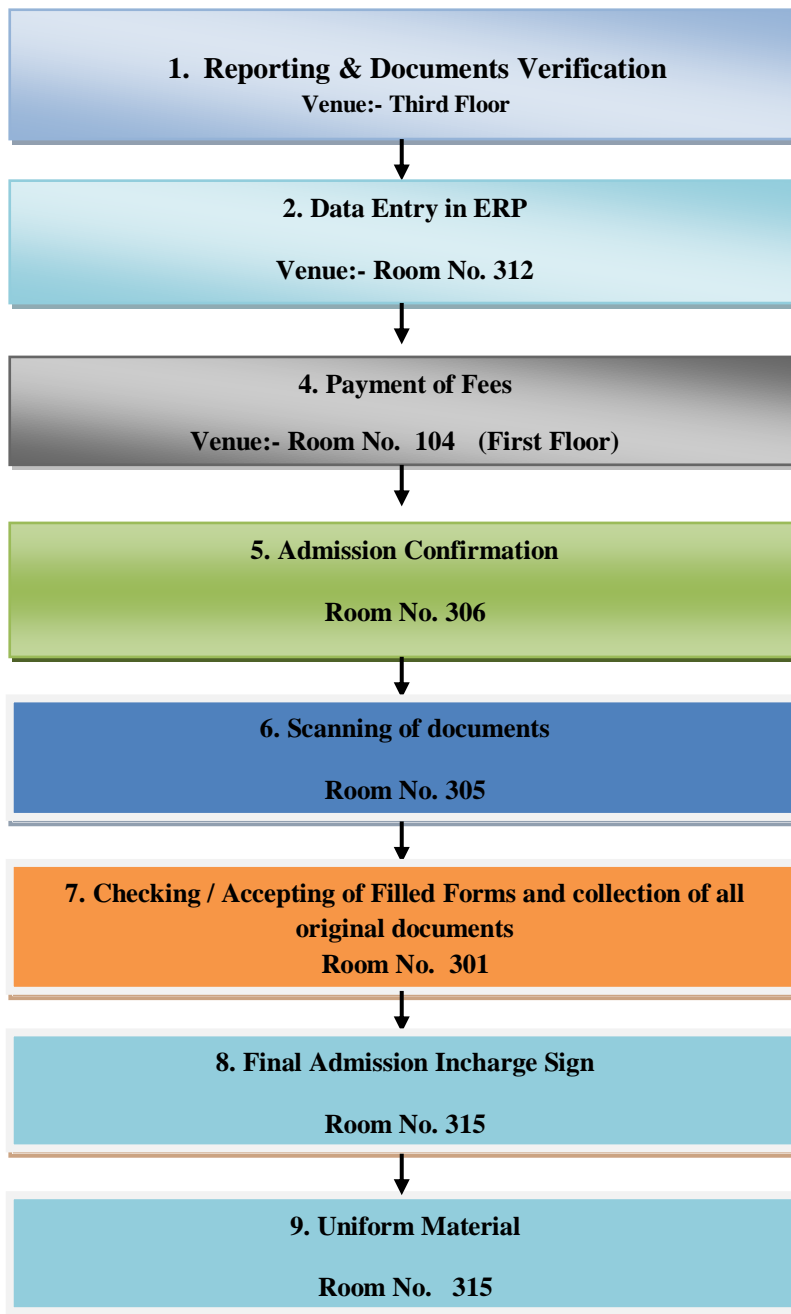 1. Reporting & Documents Verification
Venue:- Third Floor
2. Data Entry in ERP
Venue:- Room No. 312
4. Payment of Fees
Venue:- Room No. 104 (First Floor)
5. Admission Confirmation
Room No. 306
6. Scanning of documents
Room No. 305
7. Checking / Accepting of Filled Forms and collection of all
original documents
Room No. 301
8. Final Admission Incharge Sign
Room No. 315
9. Uniform Material
Room No. 315